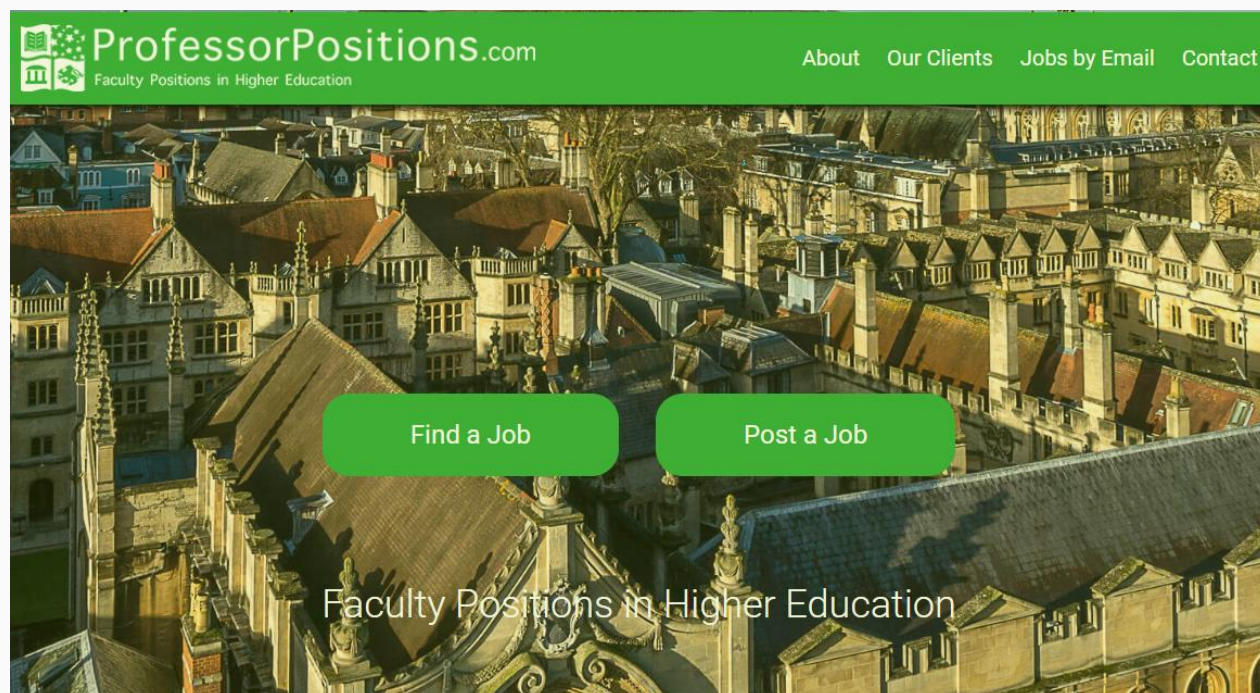 ProfessorPositions.com
Faculty Positions in Higher Education
About Our Clients Jobs by Email Contact
Find a Job Post a Job
Faculty Positions in Higher Education